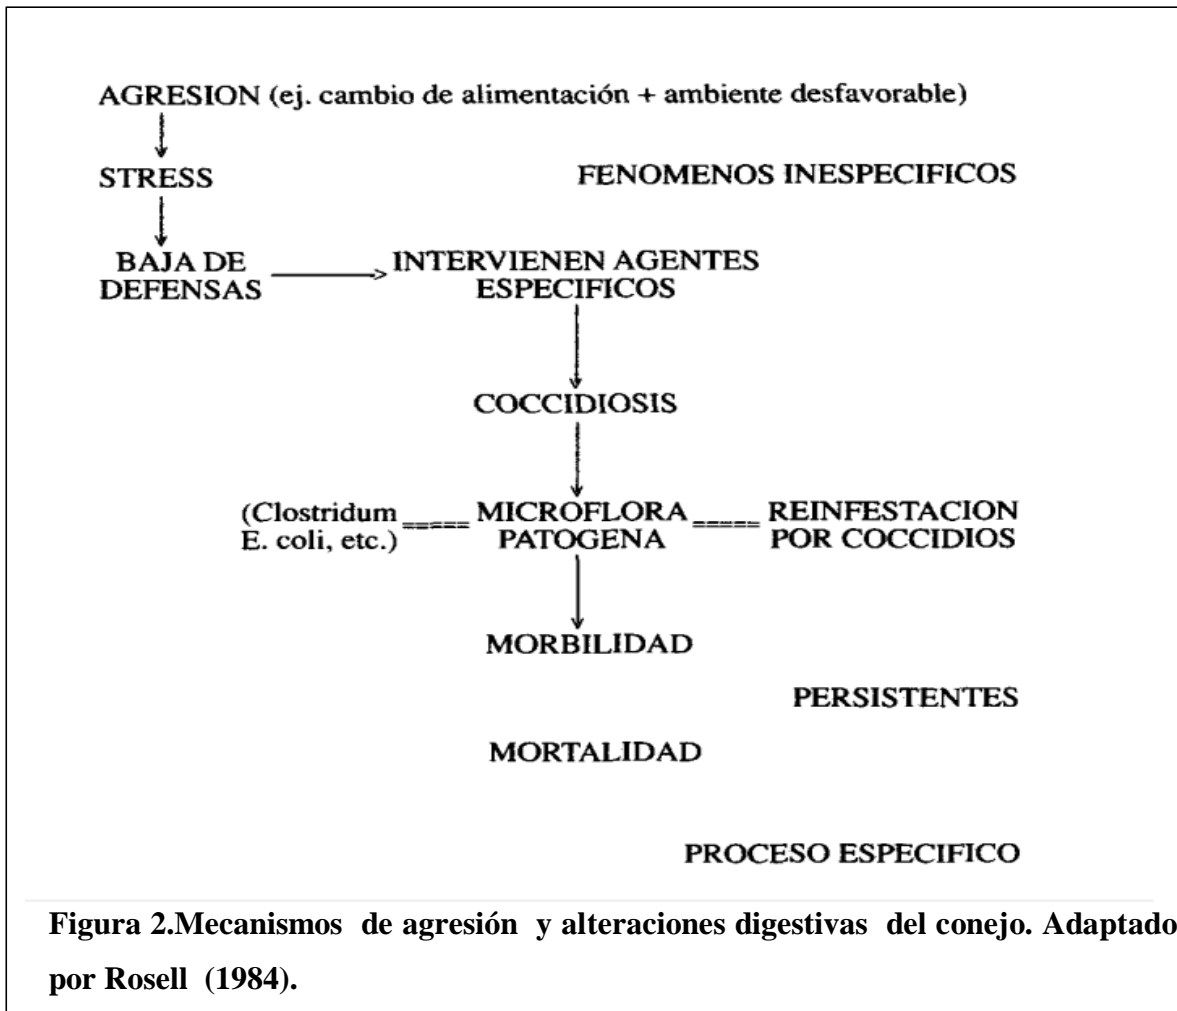 AGRESION (ej. cambio de alimentación + ambiente desfavorable)
STRESS
FENOMENOS INESPECIFICOS
BAJA DE
DEFENSAS
INTERVIENEN AGENTES
ESPECIFICOS
COCCIDIOSIS
(Clostridum
E. coli, etc.)
MICROFLORA
PATOGENA
REINFESTACION
POR COCCIDIOS
MORBILIDAD
PERSISTENTES
MORTALIDAD
PROCESO ESPECIFICO
Figura 2.Mecanismos de agresión y alteraciones digestivas del conejo. Adaptado
por Rosell (1984).